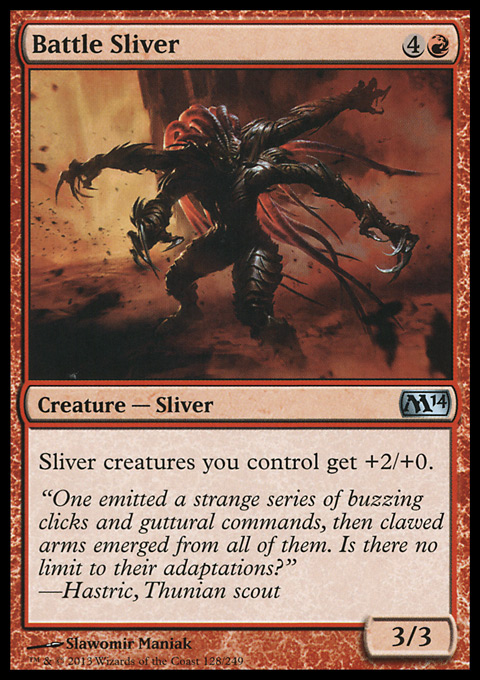 Battle Sliver 4
Creature — Sliver M14
Sliver creatures you control get +2/+0.
“One emitted a strange series of buzzing
clicks and guttural commands, then clawed
arms emerged from all of them. Is there no
limit to their adaptations?”
—Hastric, Thunian scout
3/3
Slawomir Maniak
™ & © 2013 Wizards of the Coast 128/249